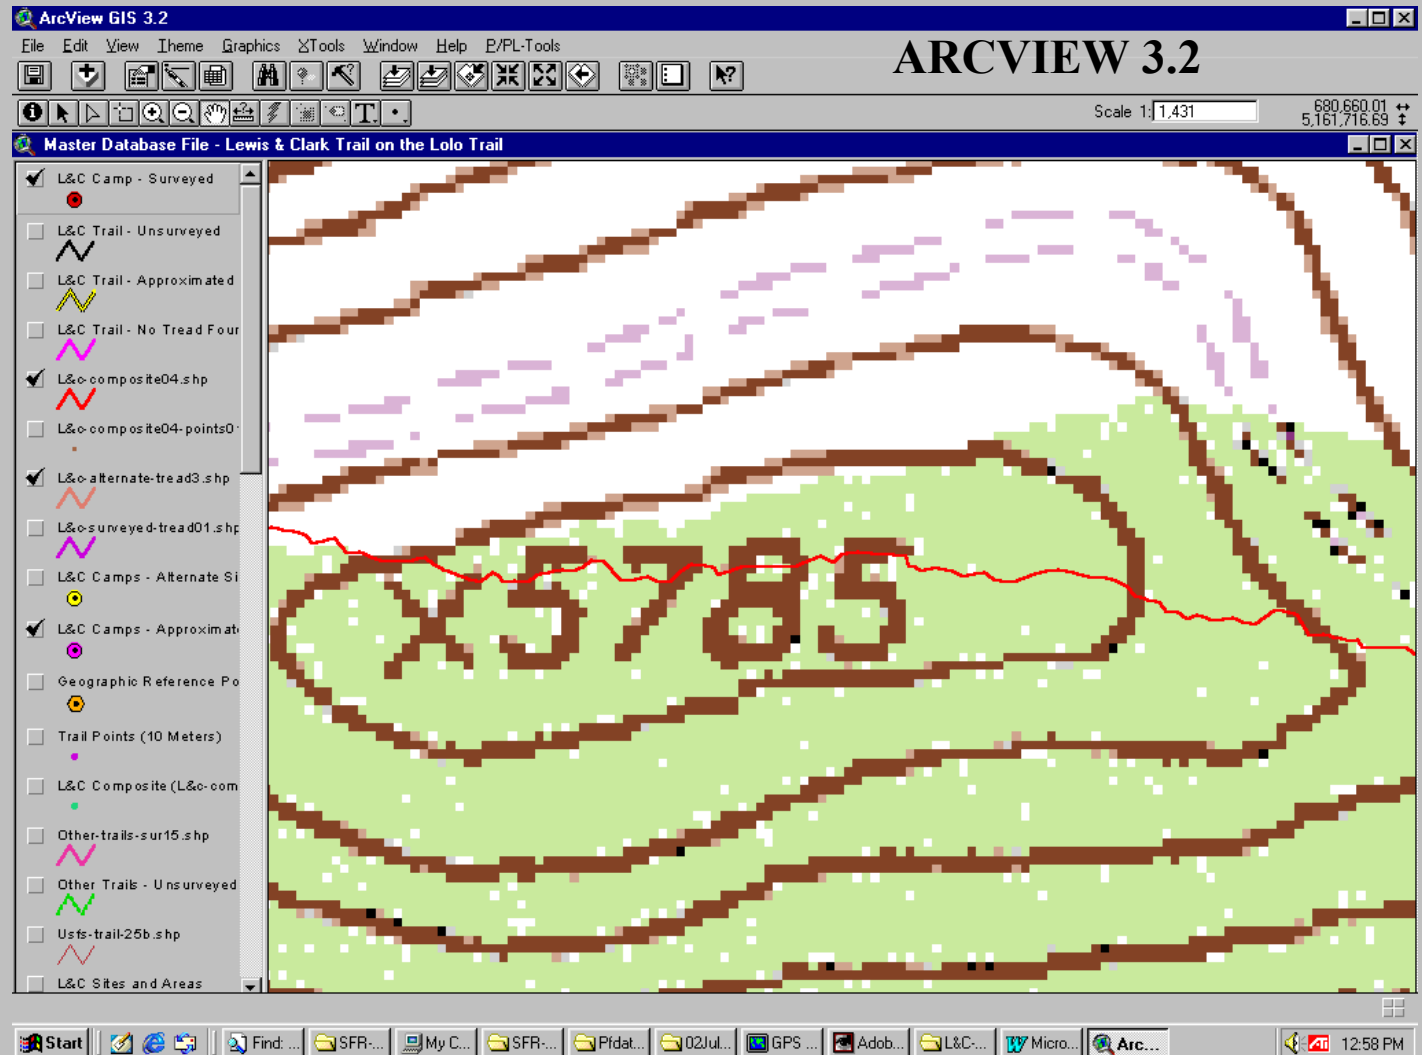 ArcView GIS 3.2
File Edit View Theme Graphics XTools Window Help P/PL-Tools
ARCVIEW 3.2
Scale 1: 1,431
680,660.01
5,161,716.69
Master Database File - Lewis & Clark Trail on the Lolo Trail
L&C Camp - Surveyed
L&C Trail - Unsurveyed
L&C Trail - Approximated
L&C Trail - No Tread Four
L&c-composite04.shp
L&c-composite04-points0
L&c-alternate-tread3.shp
L&c-surveyed-tread01.shp
L&C Camps - Alternate Si
L&C Camps - Approximate
Geographic Reference Po
Trail Points (10 Meters)
L&C Composite (L&c-com
Other-trails-sur15.shp
Other Trails - Unsurveyed
Usfs-trail-25b.shp
L&C Sites and Areas
X5785
Start Find: ... SFR-... My C... SFR-... Pfdat... 02Jul... GPS ... Adob... L&C-... Micro... Arc... ATI 12:58 PM